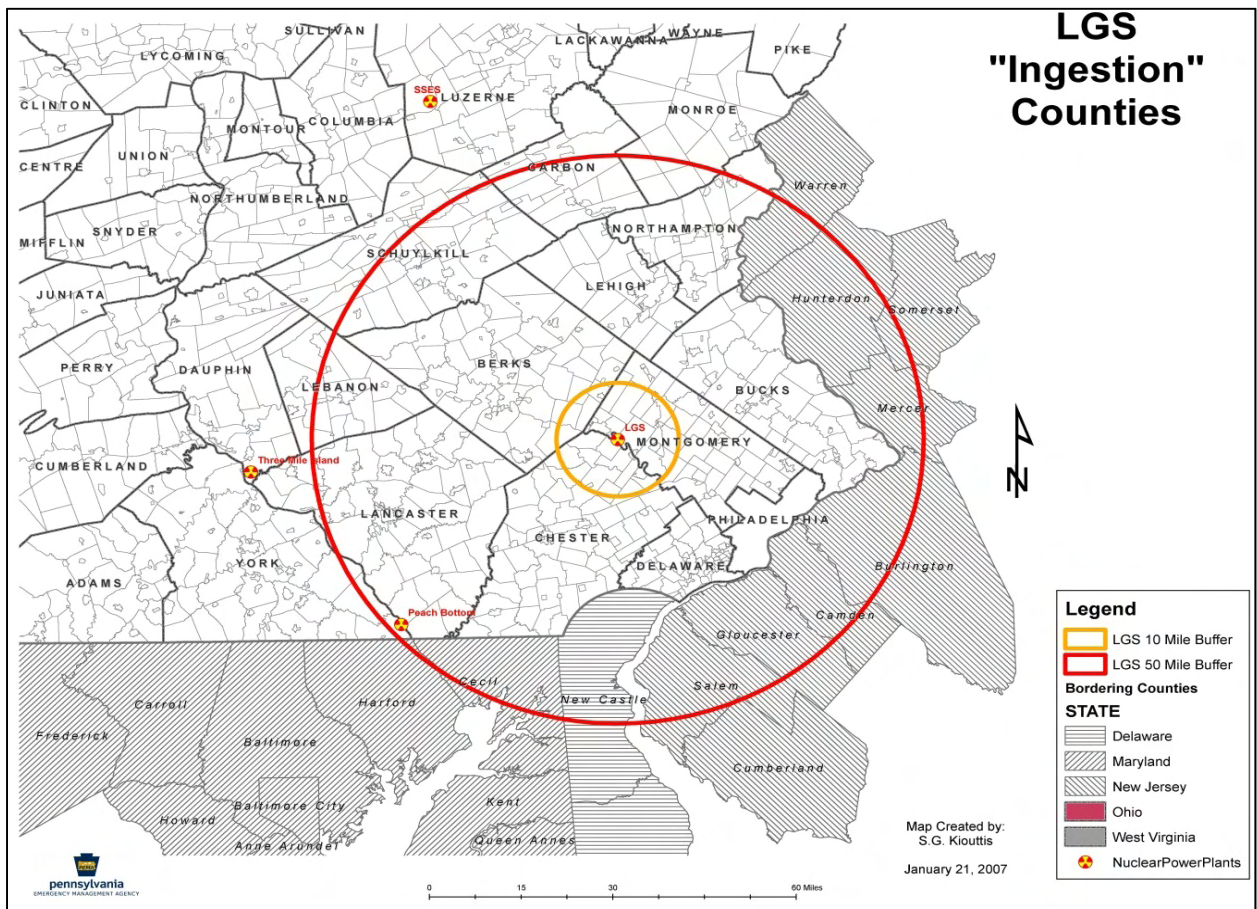 LGS
"Ingestion"
Counties
SULLIVAN
LACKAWANNA
WAYNE
PIKE
LYCOMING
SSES
LUZERNE
CLINTON
COLUMBIA
MONROE
MONTOUR
UNION
CENTRE
CARBON
Warren
NORTHUMBERLAND
SNYDER
NORTHAMPTON
MIFFLIN
SCHUYLKILL
LEHIGH
JUNIATA
Hunterdon
Somerset
PERRY
DAUPHIN
BERKS
LEBANON
BUCKS
Mercer
LGS
MONTGOMERY
CUMBERLAND
Three Mile Island
N
LANCASTER
PHILADELPHIA
CHESTER
YORK
DELAWARE
Burlington
ADAMS
Peach Bottom
Camden
Gloucester
Cecil
Salem
New Castle
Harford
Carroll
Frederick
Baltimore
Cumberland
Kent
Baltimore City
Howard
Queen Annes
Anne Arundel
Legend
LGS 10 Mile Buffer
LGS 50 Mile Buffer
Bordering Counties
STATE
Delaware
Maryland
New Jersey
Ohio
West Virginia
NuclearPowerPlants
Map Created by:
S.G. Kiouttis
January 21, 2007
pennsylvania
EMERGENCY MANAGEMENT AGENCY
0 15 30 60 Miles